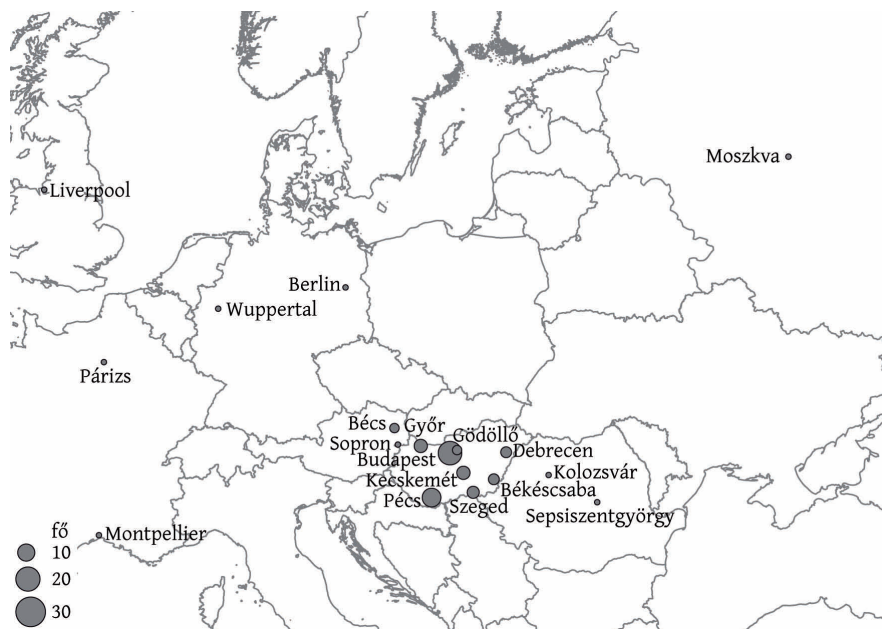 Moszkva
Liverpool
Berlin
Wuppertal
Párizs
Bécs
Győr
Gödöllő
Sopron
Debrecen
Budapest
Kolozsvár
Kecskemét
Békéscsaba
Pécs
Szeged
Sepsiszentgyörgy
Montpellier
fő
10
20
30